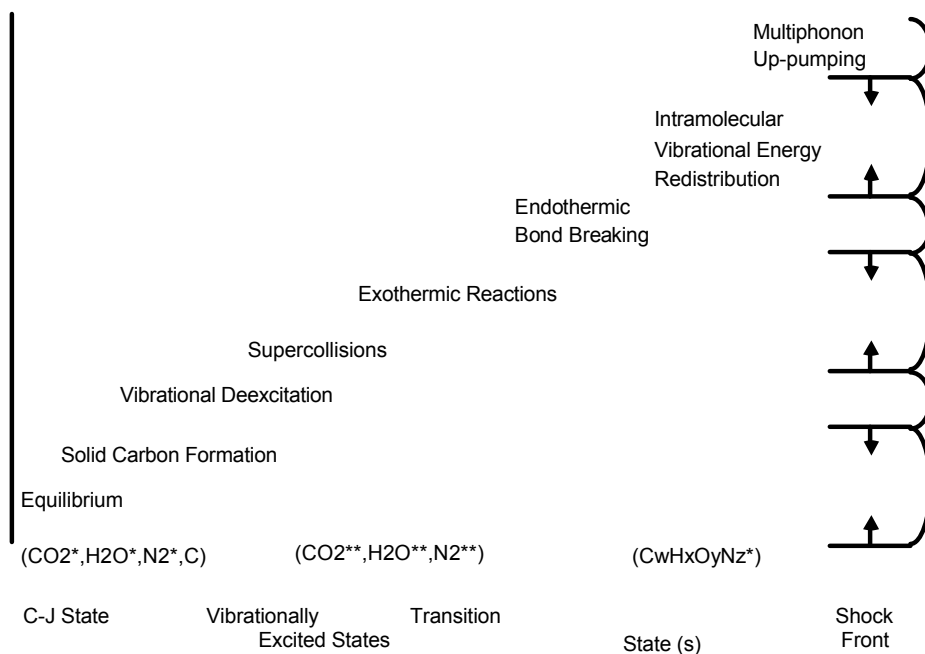 Multiphonon
Up-pumping
Intramolecular
Vibrational Energy
Redistribution
Endothermic
Bond Breaking
Exothermic Reactions
Supercollisions
Vibrational Deexcitation
Solid Carbon Formation
Equilibrium
(CO2*,H2O*,N2*,C)
(CO2**,H2O**,N2**)
(CwHxOyNz*)
C-J State
Vibrationally
Excited States
Transition
State (s)
Shock
Front